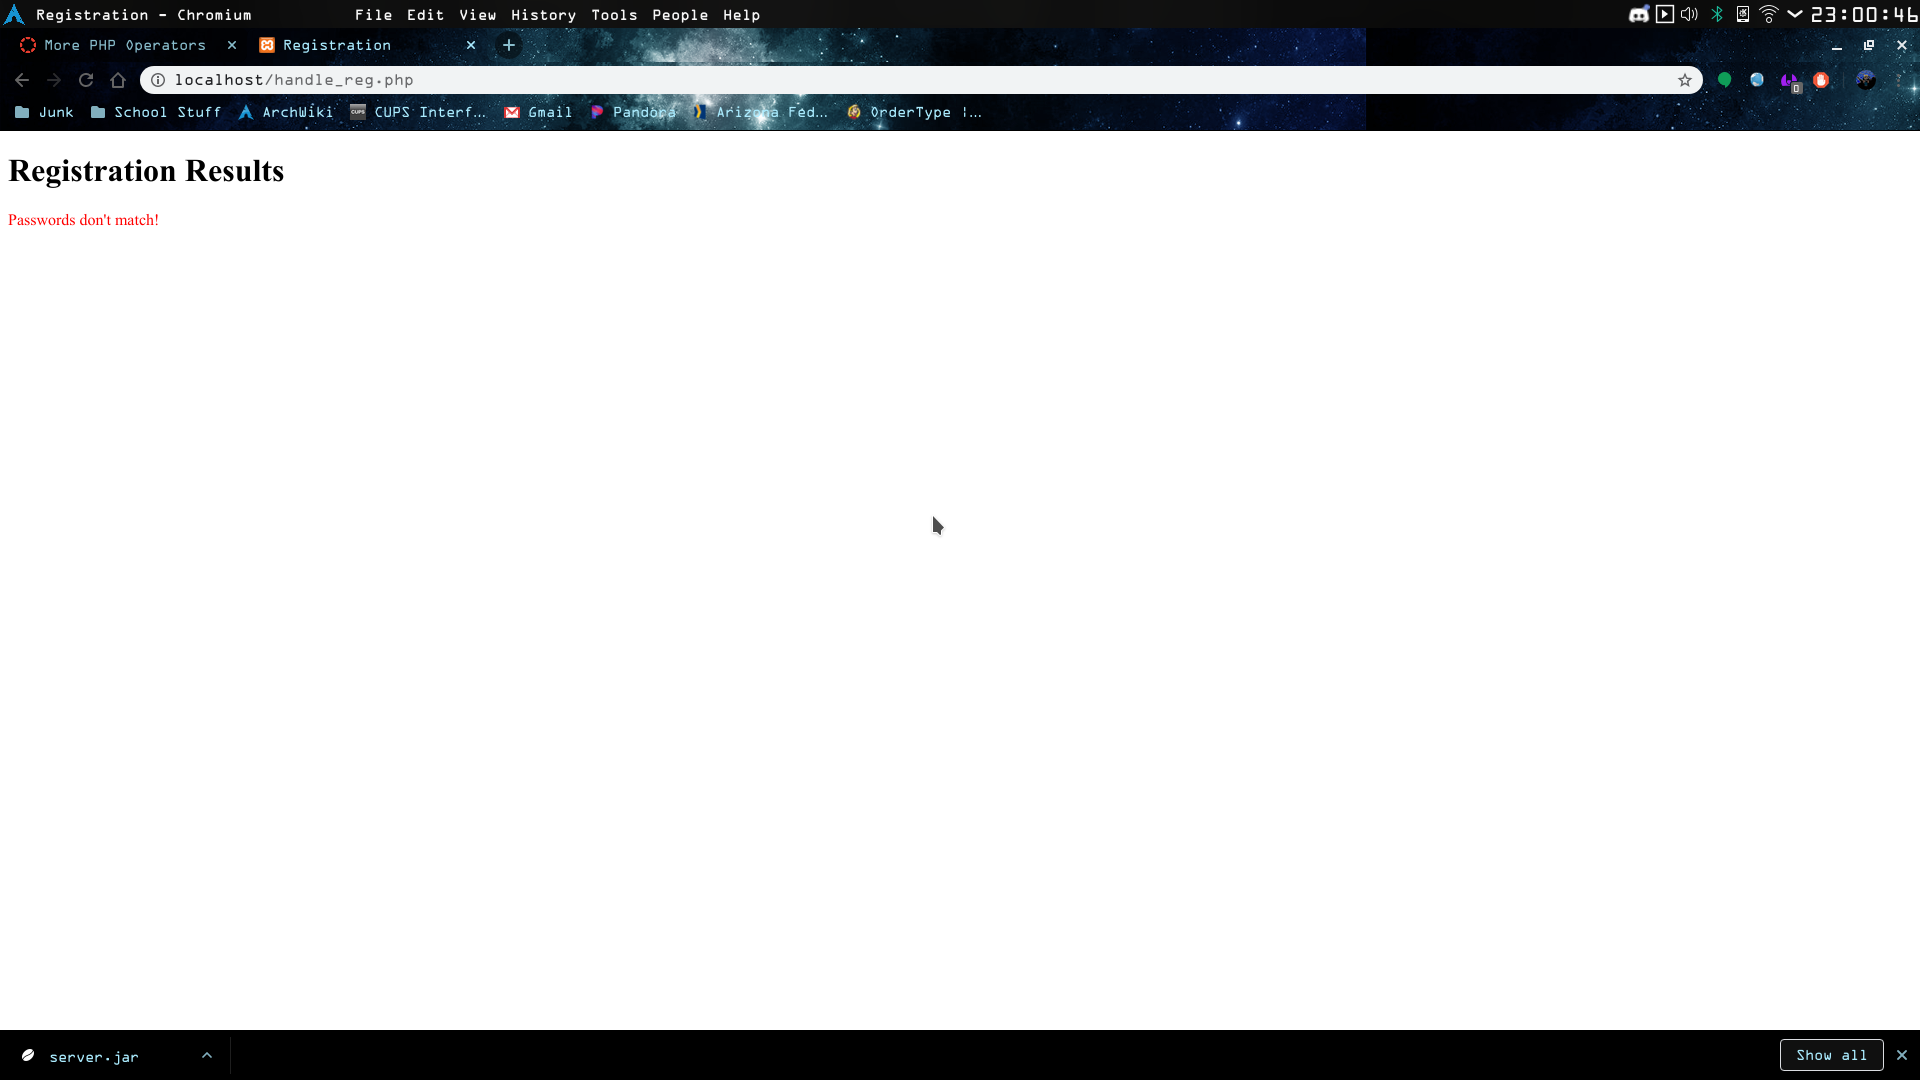 Registration - Chromium File Edit View History Tools People Help 23:00:46
More PHP Operators Registration
localhost/handle_reg.php
Junk School Stuff ArchWiki CUPS Interf... Gmail Pandora Arizona Fed... OrderType |...
Registration Results
Passwords don't match!
server.jar Show all